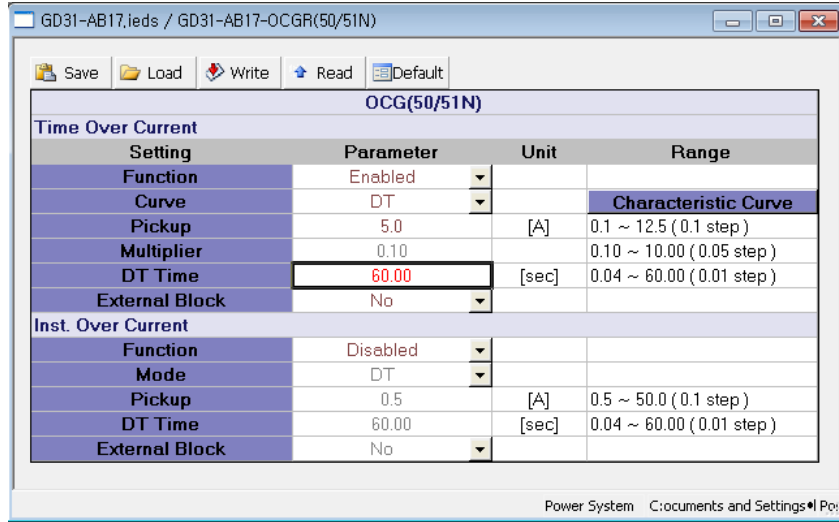 GD31-AB17.ieds / GD31-AB17-OCGR(50/51N)
Save Load Write Read Default
OCG(50/51N)
Time Over Current
Setting Parameter Unit Range
Function Enabled
Curve DT Characteristic Curve
Pickup 5.0 [A] 0.1 ~ 12.5 ( 0.1 step )
Multiplier 0.10 0.10 ~ 10.00 ( 0.05 step )
DT Time 60.00 [sec] 0.04 ~ 60.00 ( 0.01 step )
External Block No
Inst. Over Current
Function Disabled
Mode DT
Pickup 0.5 [A] 0.5 ~ 50.0 ( 0.1 step )
DT Time 60.00 [sec] 0.04 ~ 60.00 ( 0.01 step )
External Block No
Power System C:ocuments and Settings